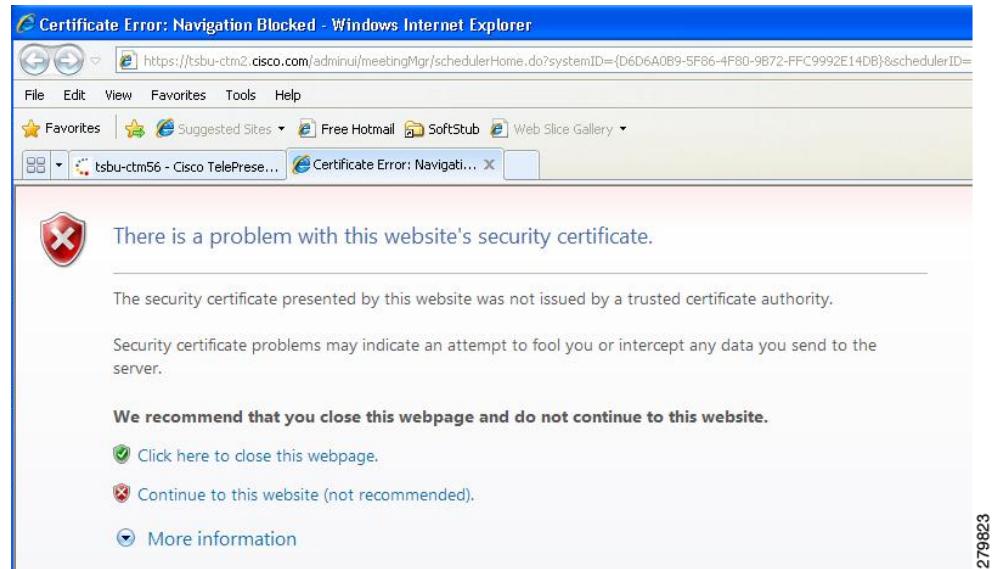 Certificate Error: Navigation Blocked - Windows Internet Explorer
https://tsbu-ctm2.cisco.com/adminui/meetingMgr/schedulerHome.do?systemID={D6D6A0B9-5F86-4F80-9B72-FFC9992E14DB}&schedulerID=
File Edit View Favorites Tools Help
Favorites Suggested Sites Free Hotmail SoftStub Web Slice Gallery
tsbu-ctm56 - Cisco TelePrese... Certificate Error: Navigati... X
There is a problem with this website's security certificate.
The security certificate presented by this website was not issued by a trusted certificate authority.
Security certificate problems may indicate an attempt to fool you or intercept any data you send to the
server.
We recommend that you close this webpage and do not continue to this website.
Click here to close this webpage.
Continue to this website (not recommended).
More information
279823